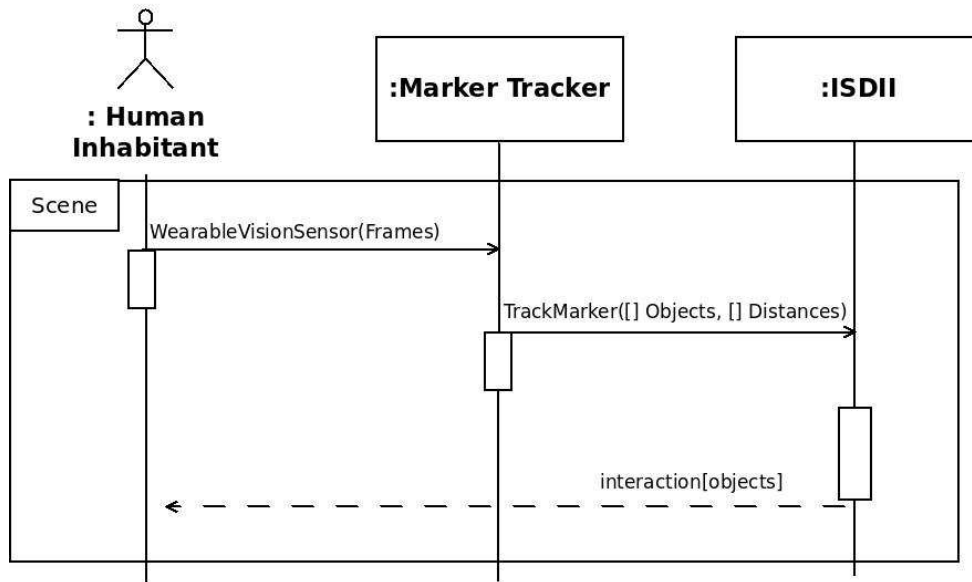 : Human
Inhabitant
:Marker Tracker
:ISDII
Scene
WearableVisionSensor(Frames)
TrackMarker([] Objects, [] Distances)
interaction[objects]